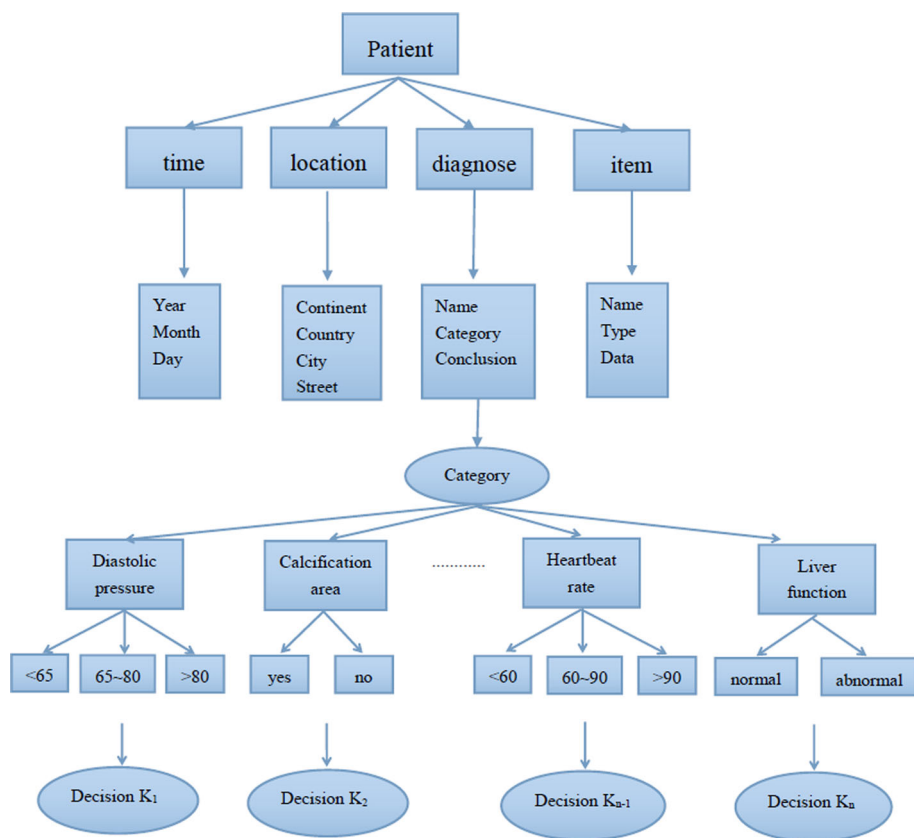 Patient
time
location
diagnose
item
Year
Month
Day
Continent
Country
City
Street
Name
Category
Conclusion
Name
Type
Data
Category
Diastolic
pressure
Calcification
area
............
Heartbeat
rate
Liver
function
<65
65~80
>80
yes
no
<60
60~90
>90
normal
abnormal
Decision K₁
Decision K₂
Decision Kₙ₋₁
Decision Kₙ